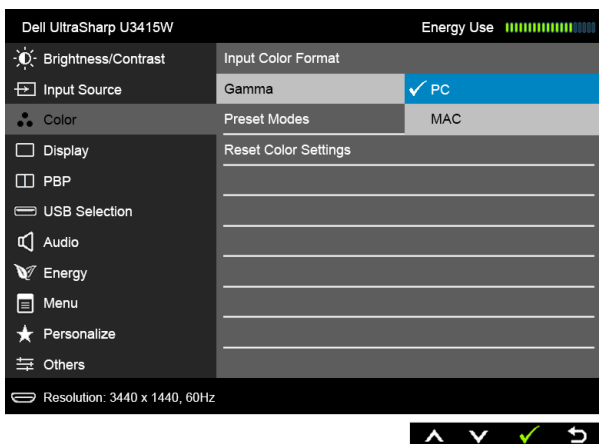 Dell UltraSharp U3415W
Energy Use
Brightness/Contrast
Input Source
Color
Display
PBP
USB Selection
Audio
Energy
Menu
Personalize
Others
Input Color Format
Gamma
Preset Modes
Reset Color Settings
PC
MAC
Resolution: 3440 x 1440, 60Hz